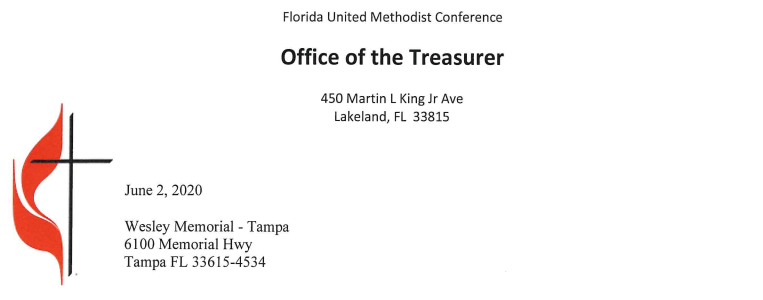 Florida United Methodist Conference
Office of the Treasurer
450 Martin L King Jr Ave
Lakeland, FL 33815
June 2, 2020
Wesley Memorial - Tampa
6100 Memorial Hwy
Tampa FL 33615-4534